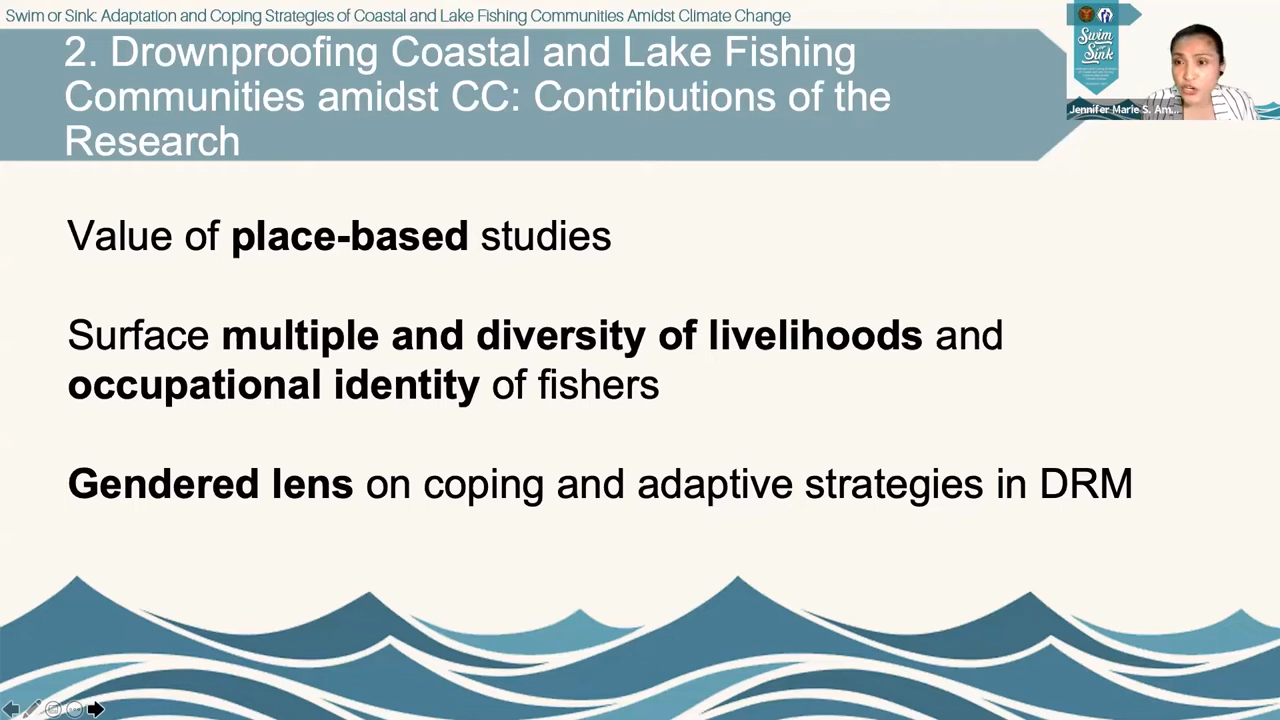 Swim or Sink: Adaptation and Coping Strategies of Coastal and Lake Fishing Communities Amidst Climate Change
2. Drownproofing Coastal and Lake Fishing
Communities amidst CC: Contributions of the
Research
Swim
or
Sink
Jennifer Marie S. Am...
Value of place-based studies
Surface multiple and diversity of livelihoods and
occupational identity of fishers
Gendered lens on coping and adaptive strategies in DRM